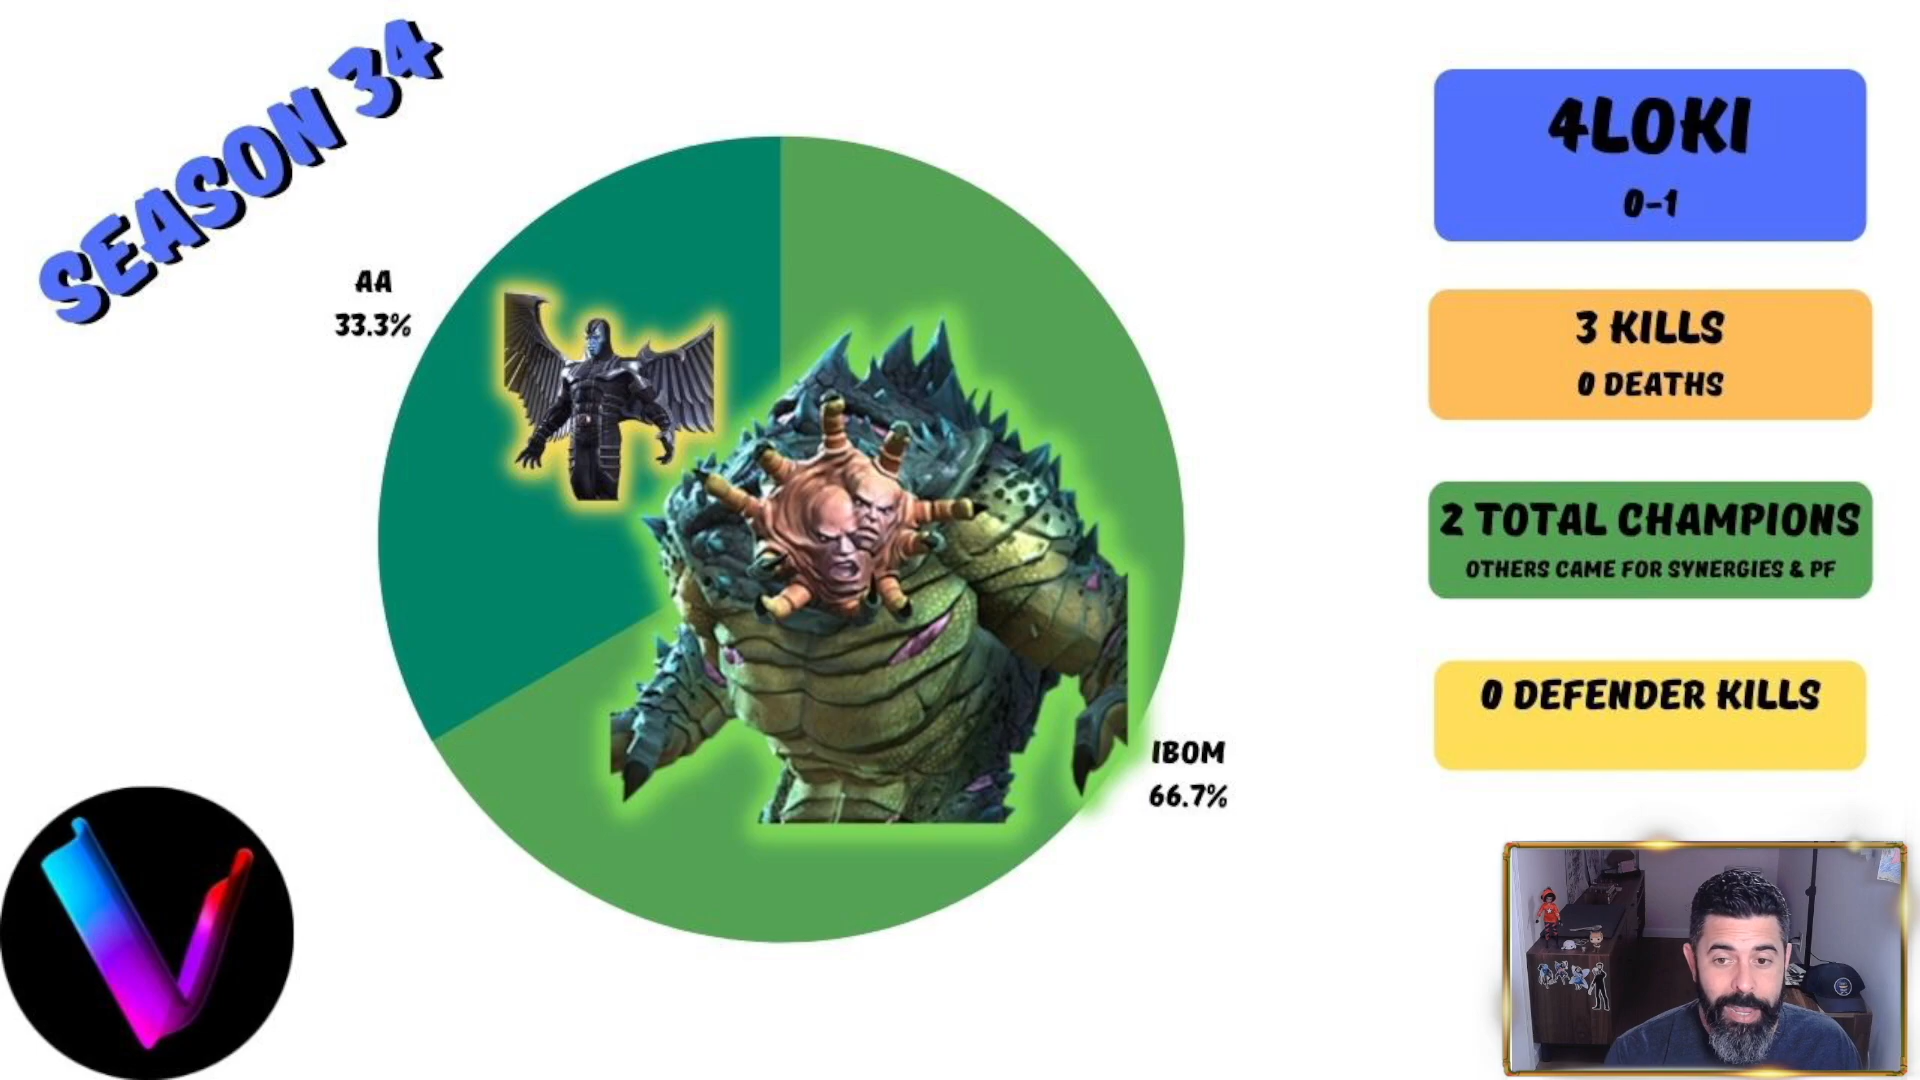 SEASON 34
AA
33.3%
IBOM
66.7%
4LOKI
0-1
3 KILLS
0 DEATHS
2 TOTAL CHAMPIONS
OTHERS CAME FOR SYNERGIES & PF
0 DEFENDER KILLS